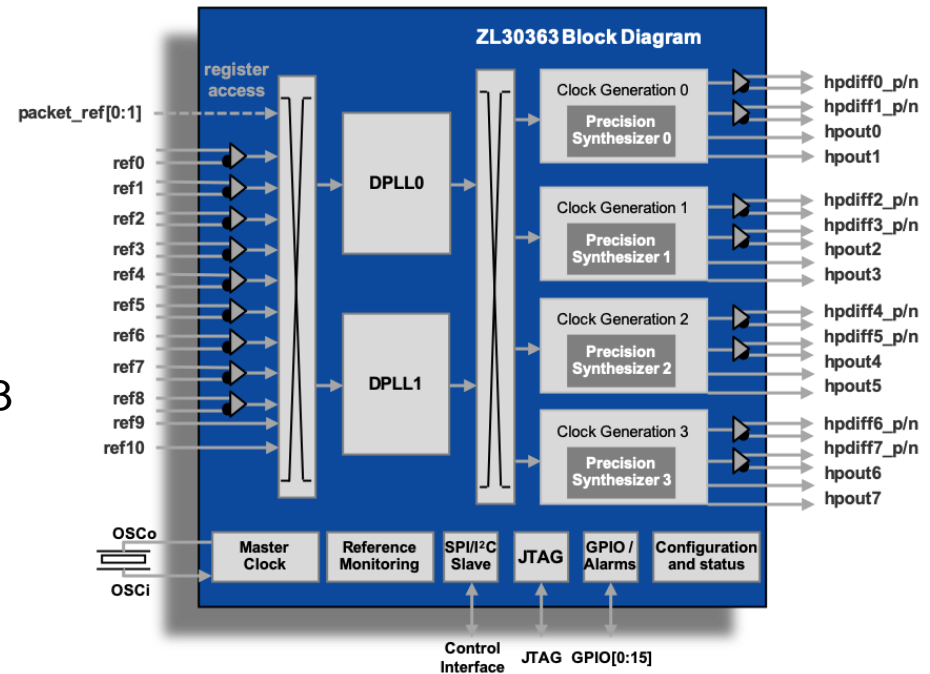 ZL30363 Block Diagram
register
access
packet_ref[0:1]
ref0
ref1
ref2
ref3
ref4
ref5
ref6
ref7
ref8
ref9
ref10
3
DPLL0
DPLL1
Clock Generation 0
Precision
Synthesizer 0
Clock Generation 1
Precision
Synthesizer 1
Clock Generation 2
Precision
Synthesizer 2
Clock Generation 3
Precision
Synthesizer 3
hpdiff0_p/n
hpdiff1_p/n
hpout0
hpout1
hpdiff2_p/n
hpdiff3_p/n
hpout2
hpout3
hpdiff4_p/n
hpdiff5_p/n
hpout4
hpout5
hpdiff6_p/n
hpdiff7_p/n
hpout6
hpout7
OSCo
OSCi
Master
Clock
Reference
Monitoring
SPI/I²C
Slave
JTAG
GPIO /
Alarms
Configuration
and status
Control
Interface
JTAG
GPIO[0:15]